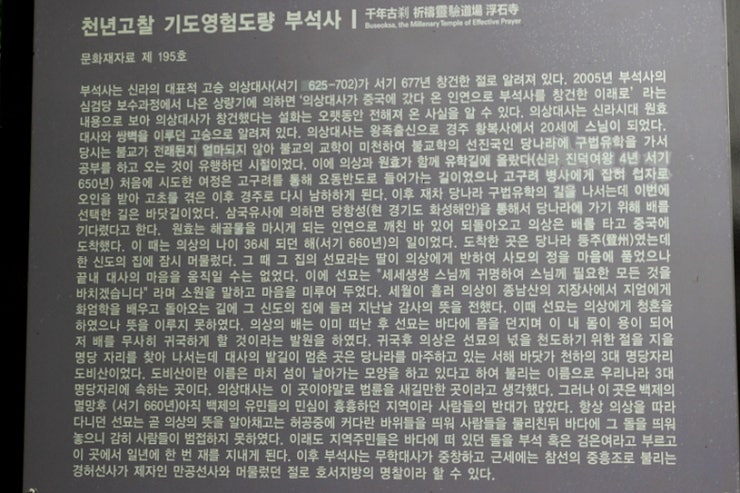 천년고찰 기도영험도량 부석사 | 千年古刹 祈禱靈驗道場 浮石寺
Buseoksa, the Millenary Temple of Effective Prayer
문화재자료 제 195호
부석사는 신라의 대표적 고승 의상대사(서기 625-702)가 서기 677년 창건한 절로 알려져 있다. 2005년 부석사의
심검당 보수과정에서 나온 상량기에 의하면 '의상대사가 중국에 갔다 온 인연으로 부석사를 창건한 이래로' 라는
내용으로 보아 의상대사가 창건했다는 설화는 오랫동안 전해져 온 사실을 알 수 있다. 의상대사는 신라시대 원효
대사와 쌍벽을 이루던 고승으로 알려져 있다. 의상대사는 왕족출신으로 경주 황복사에서 20세에 스님이 되었다.
당시는 불교가 전래된지 얼마되지 않아 불교의 교학이 미천하여 불교학의 선진국인 당나라에 구법유학을 가서
공부를 하고 오는 것이 유행하던 시절이었다. 이에 의상과 원효가 함께 유학길에 올랐다(신라 진덕여왕 4년 서기
650년) 처음에 시도한 여정은 고구려를 통해 요동반도로 들어가는 길이었으나 고구려 병사에게 잡혀 첩자로
오인을 받아 고초를 겪은 이후 경주로 다시 남하하게 된다. 이후 재차 당나라 구법유학의 길을 나서는데 이번에
선택한 길은 바닷길이었다. 삼국유사에 의하면 당항성(현 경기도 화성해안)을 통해서 당나라에 가기 위해 배를
기다렸다고 한다. 원효는 해골물을 마시게 되는 인연으로 깨친 바 있어 되돌아오고 의상은 배를 타고 중국에
도착했다. 이 때는 의상의 나이 36세 되던 해(서기 660년)의 일이었다. 도착한 곳은 당나라 등주(登州)였는데
한 신도의 집에 잠시 머물렀다. 그 때 그 집의 선묘라는 딸이 의상에게 반하여 사모의 정을 마음에 품었으나
끝내 대사의 마음을 움직일 수는 없었다. 이에 선묘는 "세세생생 스님께 귀명하여 스님께 필요한 모든 것을
바치겠습니다" 라며 소원을 말하고 마음을 미루어 두었다. 세월이 흘러 의상이 종남산의 지장사에서 지엄에게
화엄학을 배우고 돌아오는 길에 그 신도의 집에 들러 지난날 감사의 뜻을 전했다. 이때 선묘는 의상에게 청혼을
하였으나 뜻을 이루지 못하였다. 의상의 배는 이미 떠난 후 선묘는 바다에 몸을 던지며 이 내 몸이 용이 되어
저 배를 무사히 귀국하게 할 것이라는 발원을 하였다. 귀국후 의상은 선묘의 넋을 천도하기 위한 절을 지을
명당 자리를 찾아 나서는데 대사의 발길이 멈춘 곳은 당나라를 마주하고 있는 서해 바닷가 천하의 3대 명당자리
도비산이었다. 도비산이란 이름은 마치 섬이 날아가는 모양을 하고 있다고 하여 불리는 이름으로 우리나라 3대
명당자리에 속하는 곳이다. 의상대사는 이 곳이야말로 법륜을 새길만한 곳이라고 생각했다. 그러나 이 곳은 백제의
멸망후 (서기 660년)아직 백제의 유민들의 민심이 흉흉하던 지역이라 사람들의 반대가 많았다. 항상 의상을 따라
다니던 선묘는 곧 의상의 뜻을 알아채고는 허공중에 커다란 바위들을 띄워 사람들을 물리친뒤 바다에 그 돌을 띄워
놓으니 감히 사람들이 범접하지 못하였다. 이래도 지역주민들은 바다에 떠 있던 돌을 부석 혹은 검은여라고 부르고
이 곳에서 일년에 한 번 재를 지내게 된다. 이후 부석사는 무학대사가 중창하고 근세에는 참선의 중흥조로 불리는
경허선사가 제자인 만공선사와 머물렀던 절로 호서지방의 명찰이라 할 수 있다.